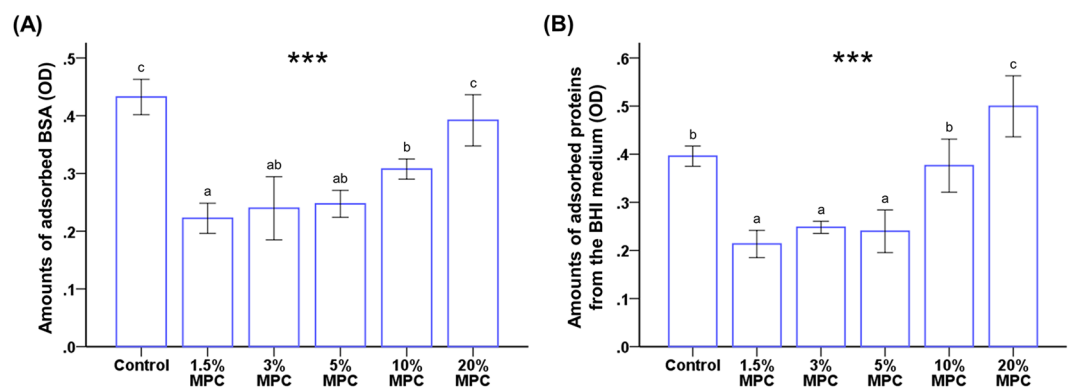 (A)
***
Amounts of adsorbed BSA (OD)
.5
.4
.3
.2
.1
.0
c
a
ab
ab
b
c
Control
1.5% MPC
3% MPC
5% MPC
10% MPC
20% MPC
(B)
***
Amounts of adsorbed proteins
from the BHI medium (OD)
.6
.5
.4
.3
.2
.1
.0
b
a
a
a
b
c
Control
1.5% MPC
3% MPC
5% MPC
10% MPC
20% MPC